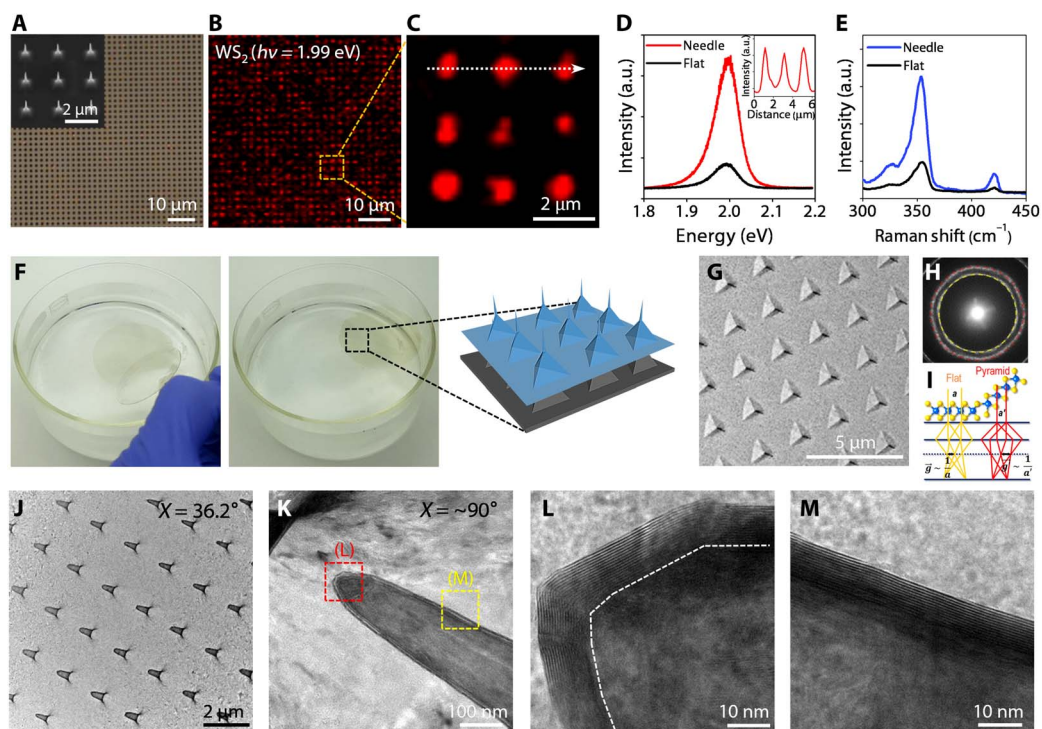 A
2 μm
10 μm
B
WS₂ (hν = 1.99 eV)
10 μm
C
2 μm
D
Needle
Flat
Intensity (a.u.)
Distance (μm)
0 2 4 6
Intensity (a.u.)
1.8 1.9 2.0 2.1 2.2
Energy (eV)
E
Needle
Flat
Intensity (a.u.)
300 350 400 450
Raman shift (cm⁻¹)
F
G
5 μm
H
I
Flat
Pyramid
a
a'
g ~ 1/a
g ~ 1/a'
J
X = 36.2°
2 μm
K
X = ~90°
(L)
(M)
100 nm
L
10 nm
M
10 nm